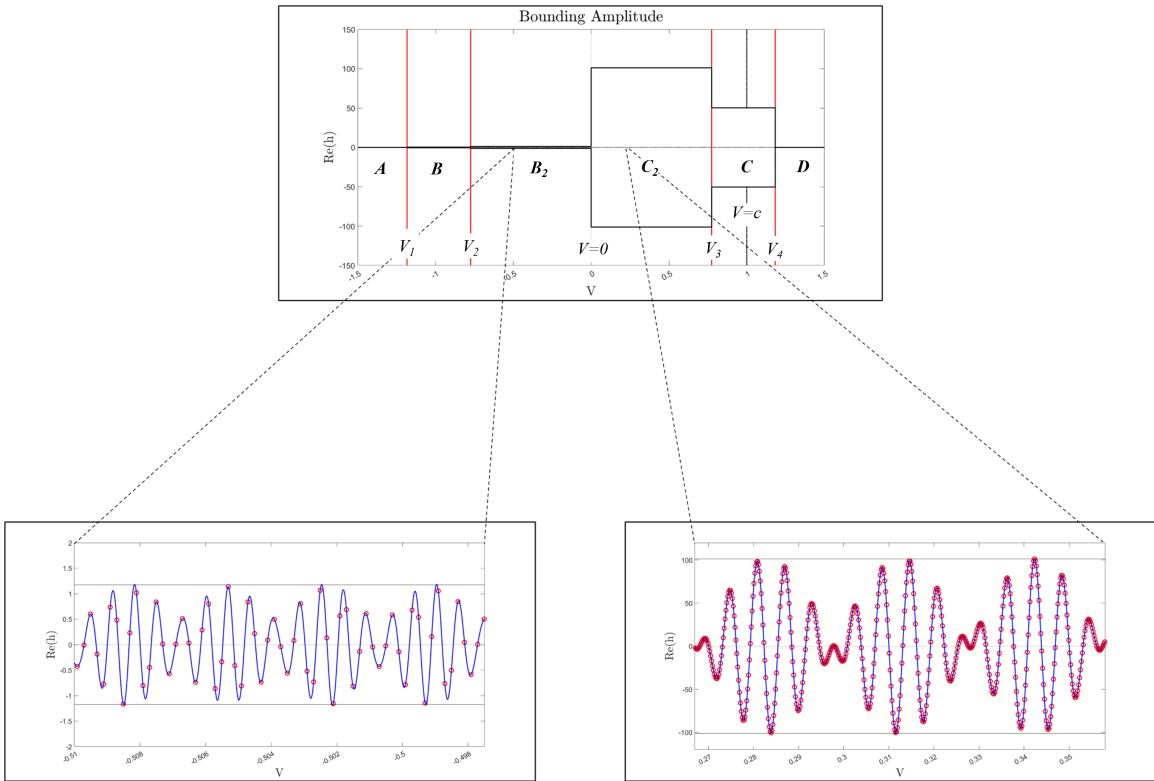 Bounding Amplitude
150
100
50
0
-50
-100
-150
Re(h)
A B B2 C2 C D
V=c
V1 V2 V=0 V3 V4
-1.5 -1 -0.5 0 0.5 1 1.5
V
2
1.5
1
0.5
0
-0.5
-1
-1.5
-2
Re(h)
-0.51 -0.508 -0.506 -0.504 -0.502 -0.5 -0.498
V
100
50
0
-50
-100
Re(h)
0.27 0.28 0.29 0.3 0.31 0.32 0.33 0.34 0.35
V